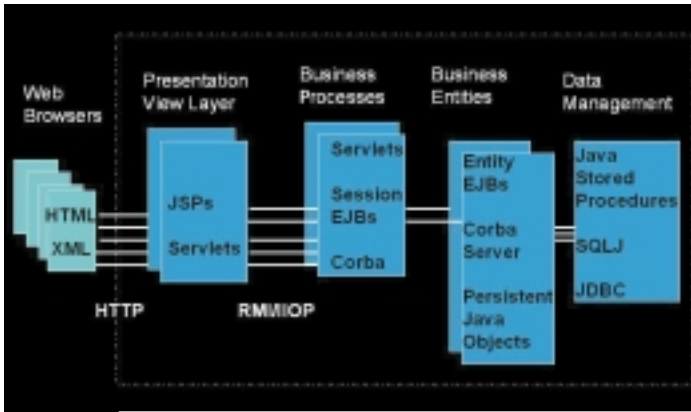 Web
Browsers
Presentation
View Layer
Business
Processes
Business
Entities
Data
Management
HTML
XML
JSPs
Servlets
Servlets
Session
EJBs
Corba
Entity
EJBs
Corba
Server
Persistent
Java
Objects
Java
Stored
Procedures
SQLJ
JDBC
HTTP
RMI/IIOP